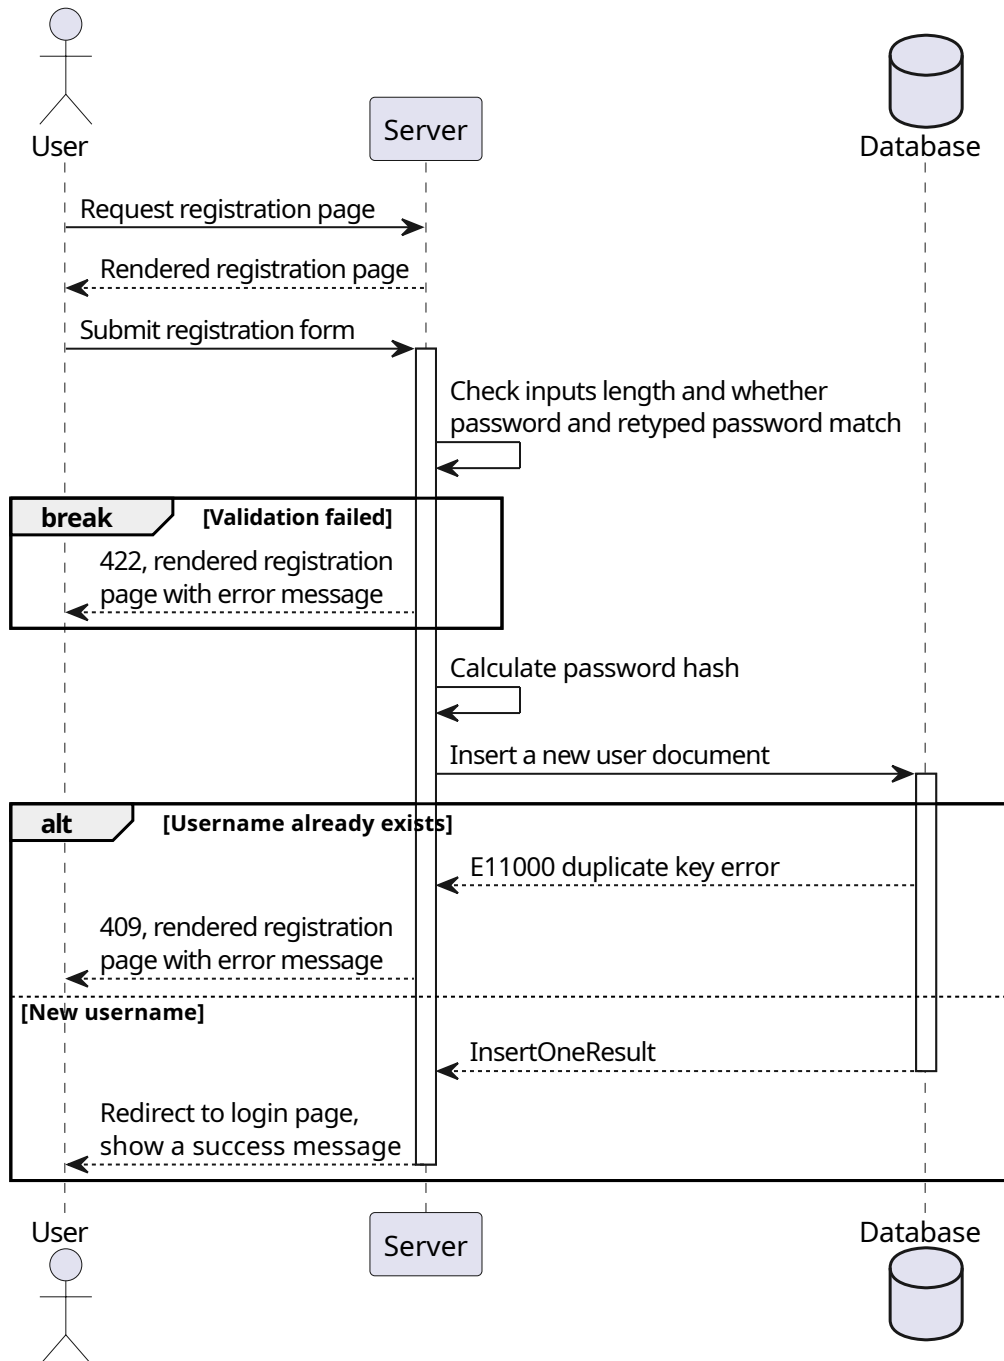 User
Server
Database
Request registration page
Rendered registration page
Submit registration form
Check inputs length and whether
password and retyped password match
break
[Validation failed]
422, rendered registration
page with error message
Calculate password hash
Insert a new user document
alt
[Username already exists]
E11000 duplicate key error
409, rendered registration
page with error message
[New username]
InsertOneResult
Redirect to login page,
show a success message
User
Server
Database